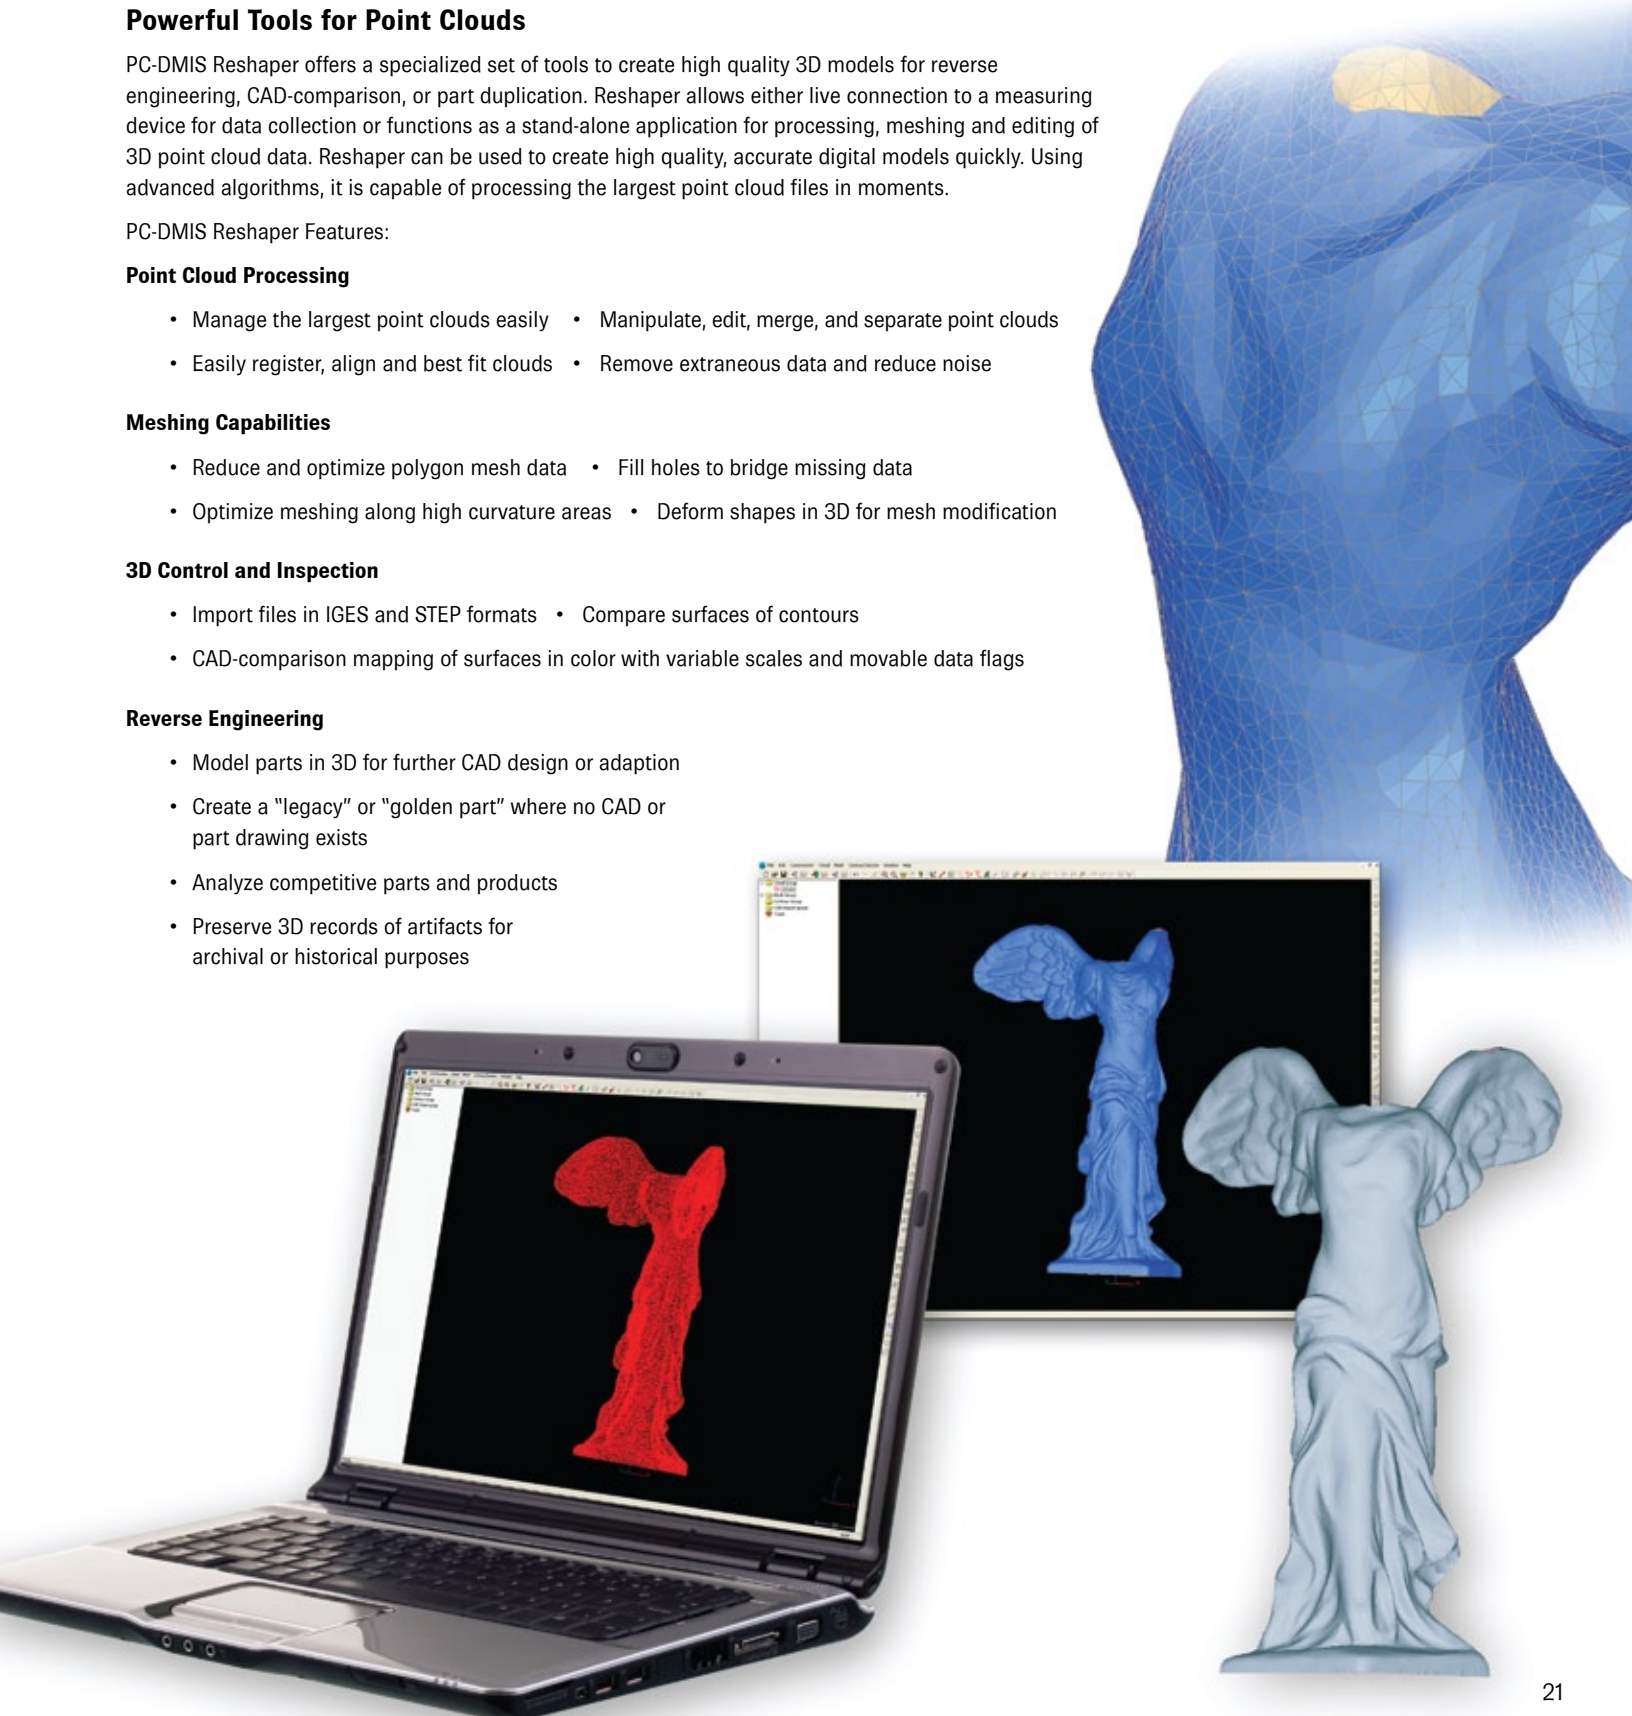 Powerful Tools for Point Clouds
PC-DMIS Reshaper offers a specialized set of tools to create high quality 3D models for reverse
engineering, CAD-comparison, or part duplication. Reshaper allows either live connection to a measuring
device for data collection or functions as a stand-alone application for processing, meshing and editing of
3D point cloud data. Reshaper can be used to create high quality, accurate digital models quickly. Using
advanced algorithms, it is capable of processing the largest point cloud files in moments.
PC-DMIS Reshaper Features:
Point Cloud Processing
• Manage the largest point clouds easily • Manipulate, edit, merge, and separate point clouds
• Easily register, align and best fit clouds • Remove extraneous data and reduce noise
Meshing Capabilities
• Reduce and optimize polygon mesh data • Fill holes to bridge missing data
• Optimize meshing along high curvature areas • Deform shapes in 3D for mesh modification
3D Control and Inspection
• Import files in IGES and STEP formats • Compare surfaces of contours
• CAD-comparison mapping of surfaces in color with variable scales and movable data flags
Reverse Engineering
• Model parts in 3D for further CAD design or adaption
• Create a “legacy” or “golden part” where no CAD or
part drawing exists
• Analyze competitive parts and products
• Preserve 3D records of artifacts for
archival or historical purposes
21